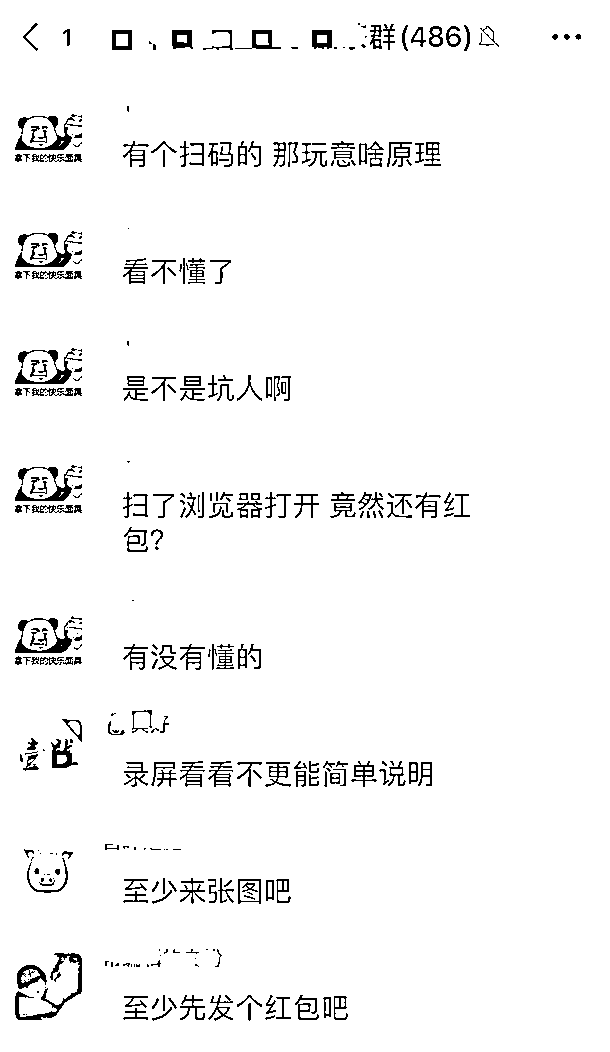 1
群(486)
有个扫码的 那玩意啥原理
拿下我的快乐面具
看不懂了
拿下我的快乐面具
是不是坑人啊
拿下我的快乐面具
扫了浏览器打开 竟然还有红
包?
拿下我的快乐面具
有没有懂的
拿下我的快乐面具
录屏看看不更能简单说明
至少来张图吧
至少先发个红包吧